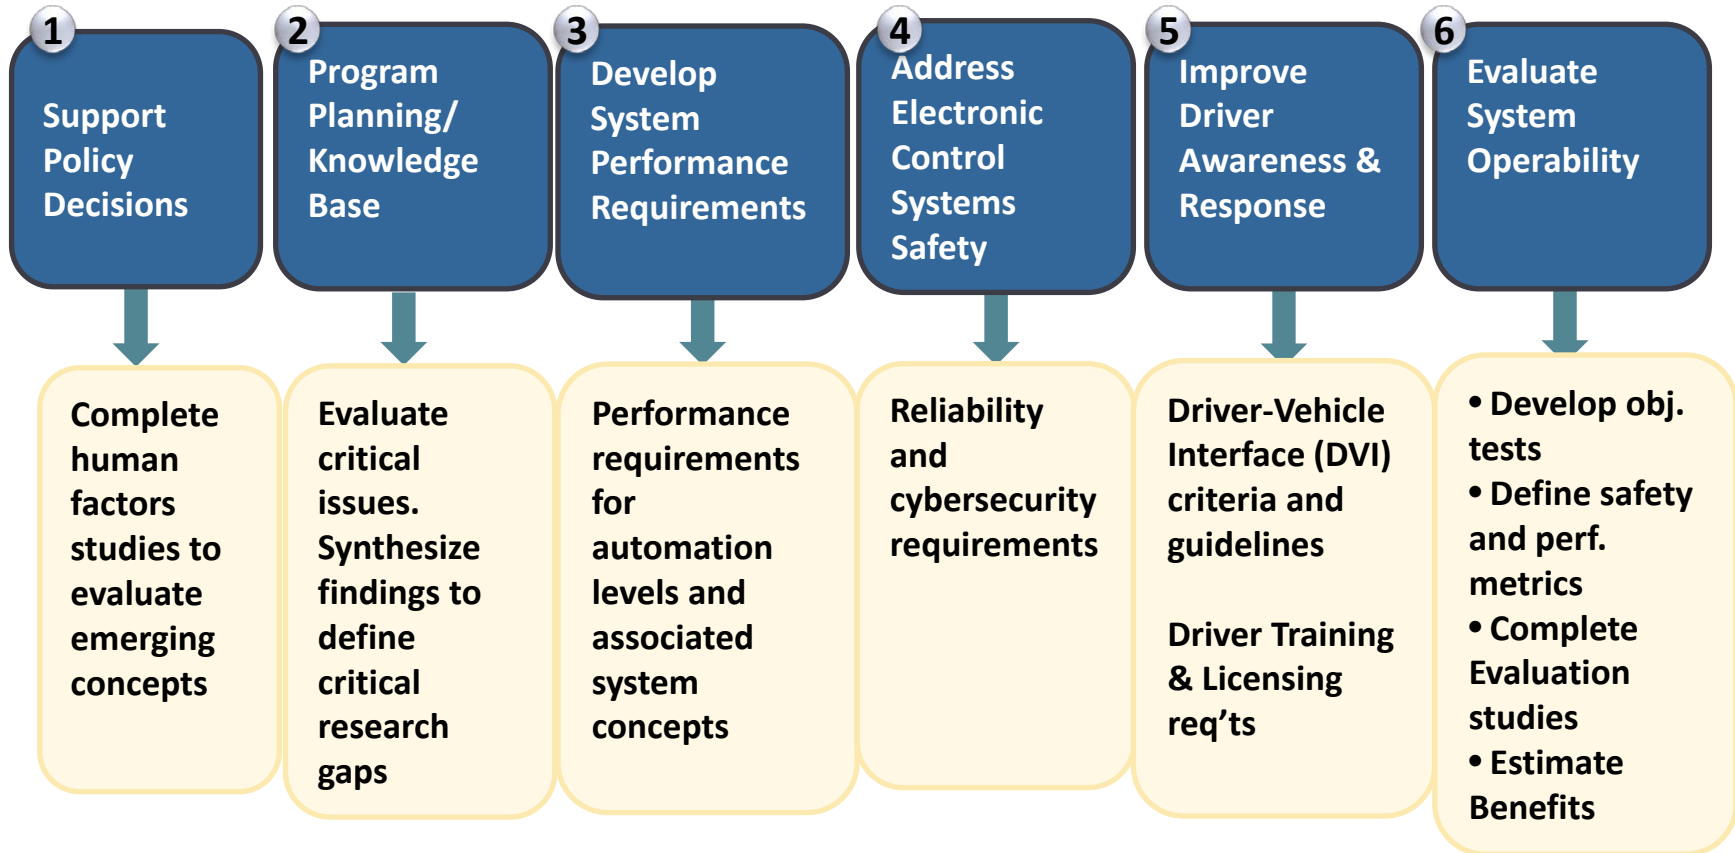 1
Support
Policy
Decisions
2
Program
Planning/
Knowledge
Base
3
Develop
System
Performance
Requirements
4
Address
Electronic
Control
Systems
Safety
5
Improve
Driver
Awareness &
Response
6
Evaluate
System
Operability
Complete
human
factors
studies to
evaluate
emerging
concepts
Evaluate
critical
issues.
Synthesize
findings to
define
critical
research
gaps
Performance
requirements
for
automation
levels and
associated
system
concepts
Reliability
and
cybersecurity
requirements
Driver-Vehicle
Interface (DVI)
criteria and
guidelines
Driver Training
& Licensing
req’ts
• Develop obj.
tests
• Define safety
and perf.
metrics
• Complete
Evaluation
studies
• Estimate
Benefits